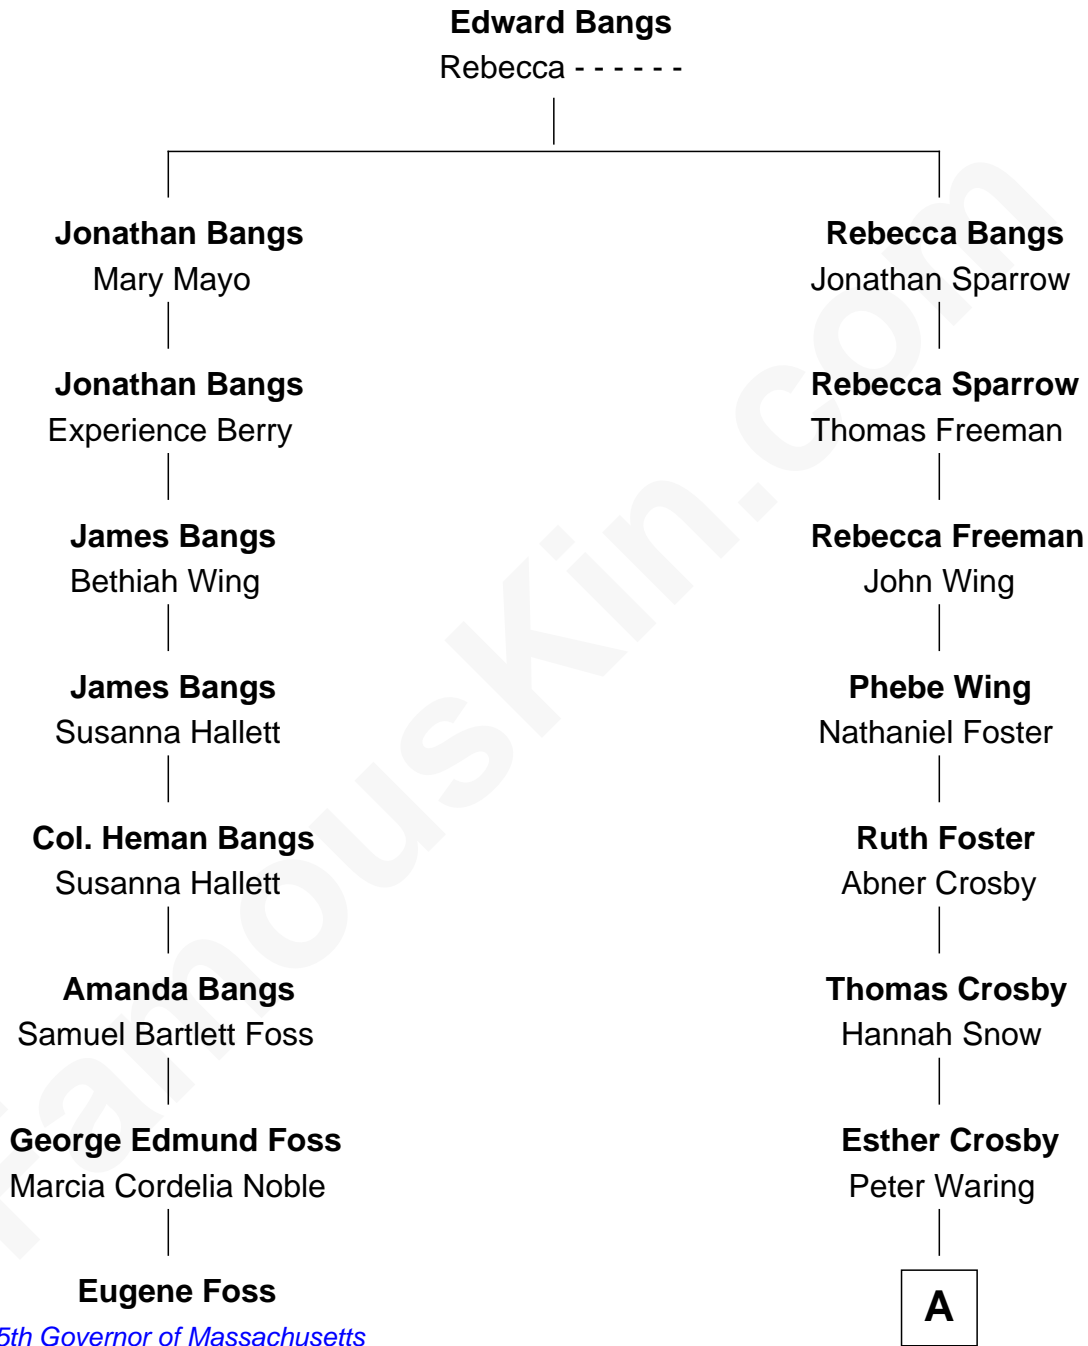 Edward Bangs
Rebecca - - - - - -
Jonathan Bangs
Mary Mayo
Rebecca Bangs
Jonathan Sparrow
Jonathan Bangs
Experience Berry
Rebecca Sparrow
Thomas Freeman
James Bangs
Bethiah Wing
Rebecca Freeman
John Wing
James Bangs
Susanna Hallett
Phebe Wing
Nathaniel Foster
Col. Heman Bangs
Susanna Hallett
Ruth Foster
Abner Crosby
Amanda Bangs
Samuel Bartlett Foss
Thomas Crosby
Hannah Snow
George Edmund Foss
Marcia Cordelia Noble
Esther Crosby
Peter Waring
Eugene Foss
5th Governor of Massachusetts
A
FamousKin.com